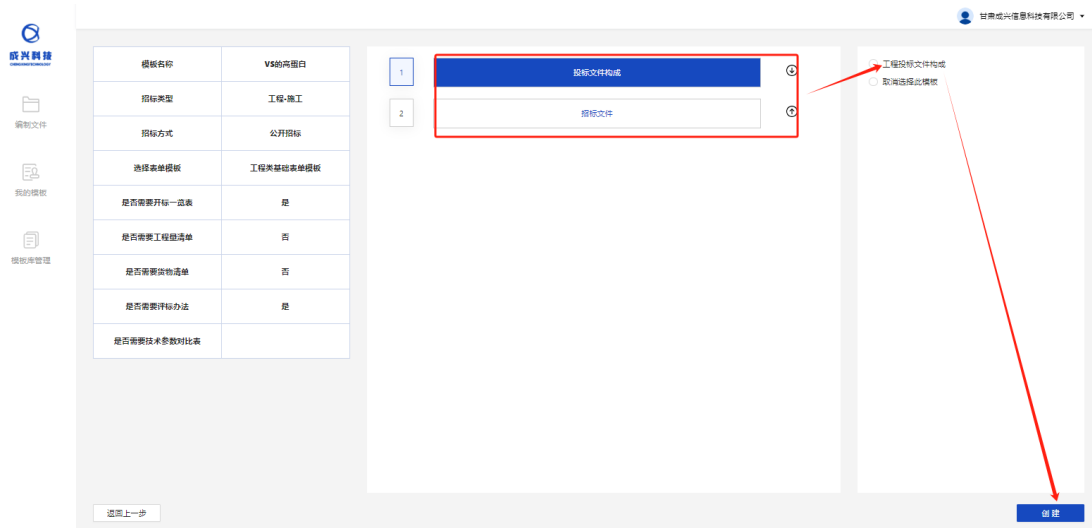 甘肃成兴信息科技有限公司
成兴科技
编制文件
我的模板
模板库管理
模板名称 VS的高蛋白
招标类型 工程-施工
招标方式 公开招标
选择表单模板 工程类基础表单模板
是否需要开标一览表 是
是否需要工程量清单 否
是否需要货物清单 否
是否需要评标办法 是
是否需要技术参数对比表
1 投标文件构成
2 招标文件
工程投标文件构成
取消选择此模板
返回上一步
创建